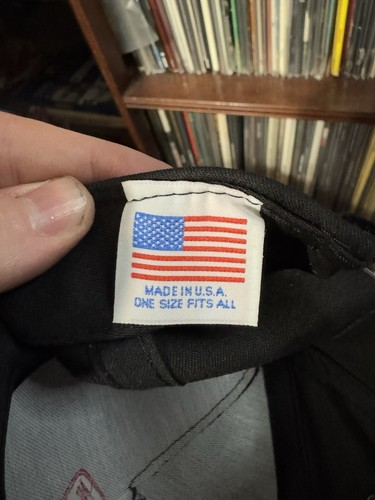 MADE IN U.S.A.
ONE SIZE FITS ALL